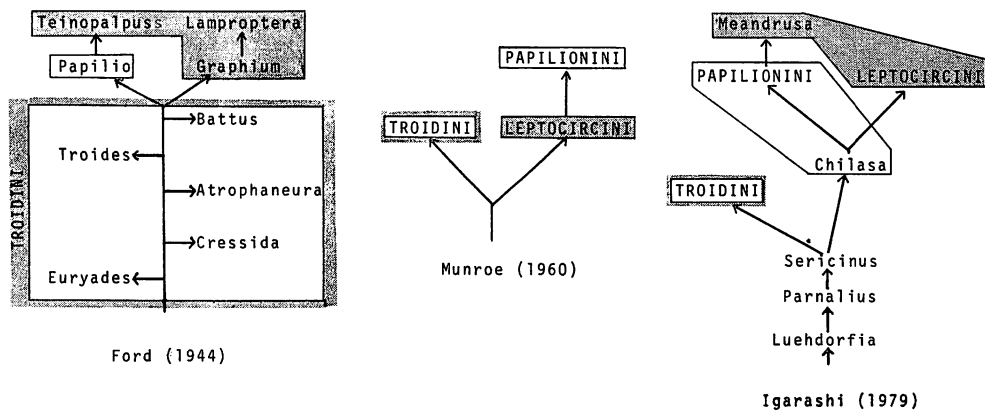 Teinopalpuss Lamproptera
Papilio Graphium
TROIDINI
Battus
Troides
Atrophaneura
Cressida
Euryades
Ford (1944)
PAPILIONINI
TROIDINI LEPTOCIRCINI
Munroe (1960)
Meandrusa
PAPILIONINI LEPTOCIRCINI
Chilasa
TROIDINI
Sericinus
Parnalius
Luehdorfia
Igarashi (1979)